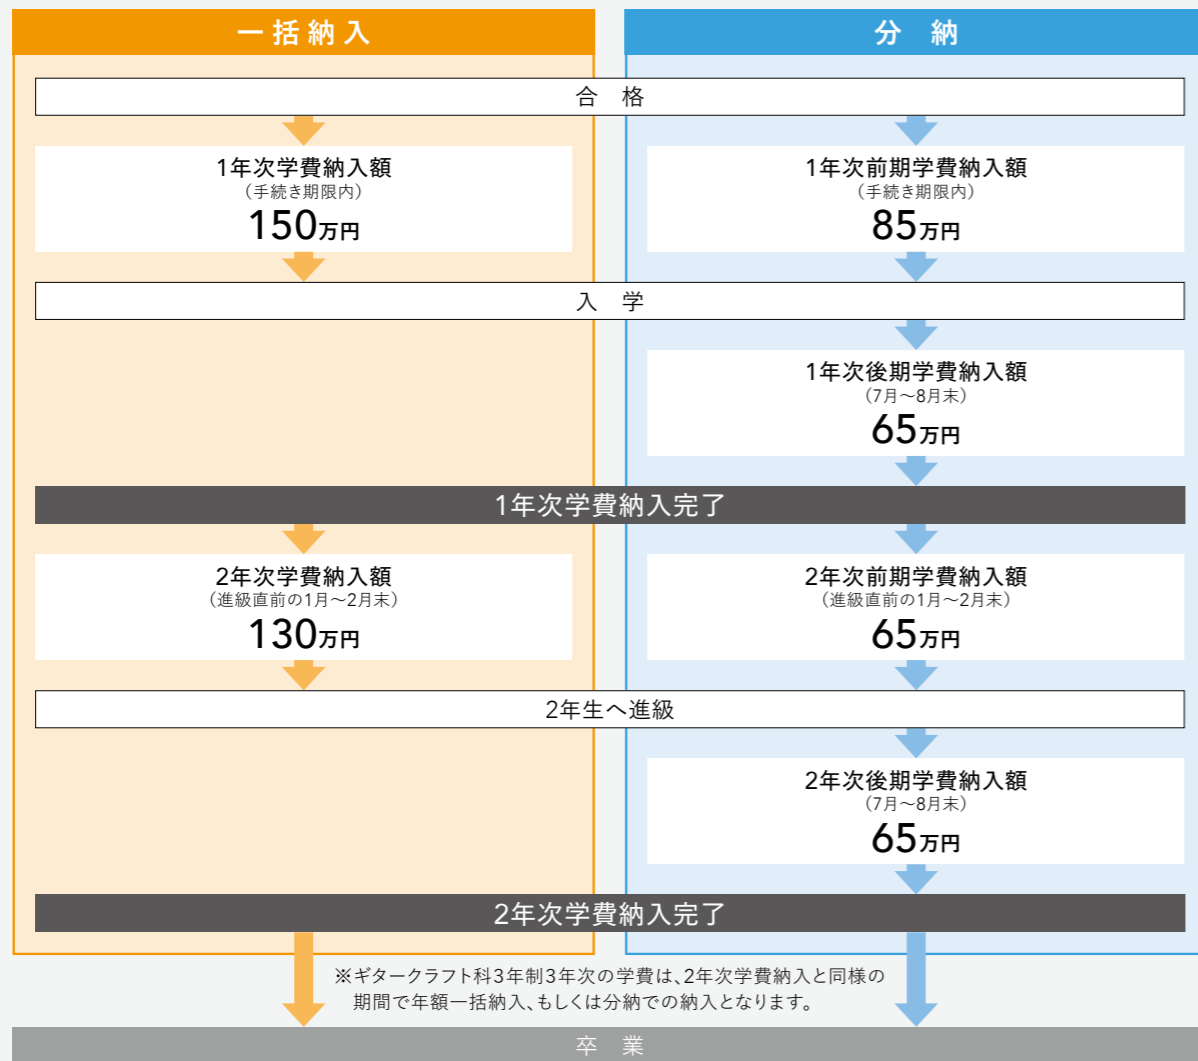 一括納入
分　納
合　格
1年次学費納入額
（手続き期限内）
150万円
1年次前期学費納入額
（手続き期限内）
85万円
入　学
1年次後期学費納入額
（7月～8月末）
65万円
1年次学費納入完了
2年次学費納入額
（進級直前の1月～2月末）
130万円
2年次前期学費納入額
（進級直前の1月～2月末）
65万円
2年生へ進級
2年次後期学費納入額
（7月～8月末）
65万円
2年次学費納入完了
※ギタークラフト科3年制3年次の学費は、2年次学費納入と同様の
期間で年額一括納入、もしくは分納での納入となります。
卒　業